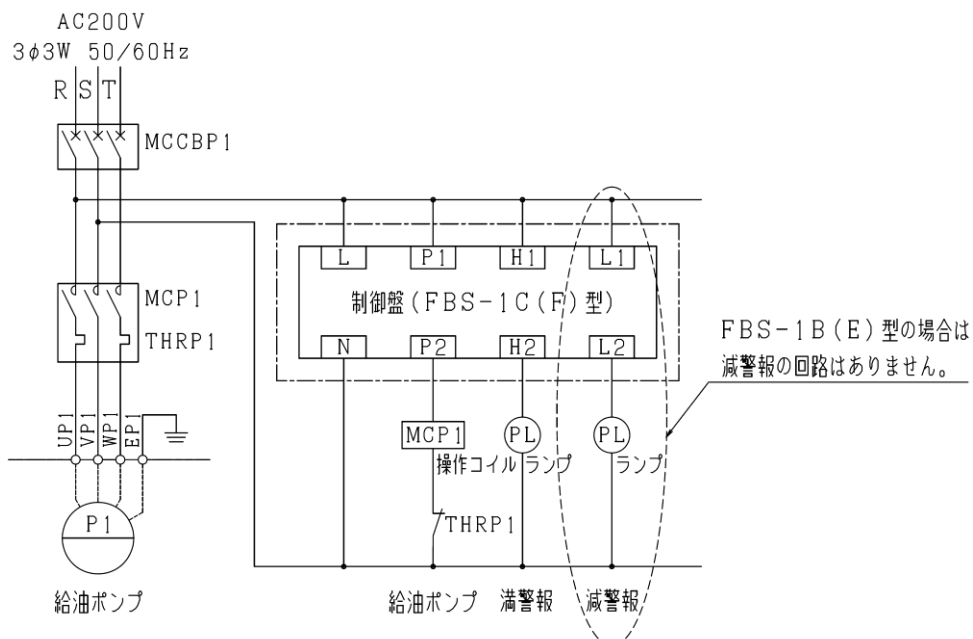 AC200V
3φ3W 50/60Hz
R S T
MCCBP1
L P1 H1 L1
制御盤(FBS-1C(F)型)
N P2 H2 L2
MCP1
THRP1
FBS-1B(E)型の場合は
減警報の回路はありません。
UP1 VP1 WP1 EP1
MCP1 PL PL
操作コイル ランプ ランプ
THRP1
P1
給油ポンプ 給油ポンプ 満警報 減警報